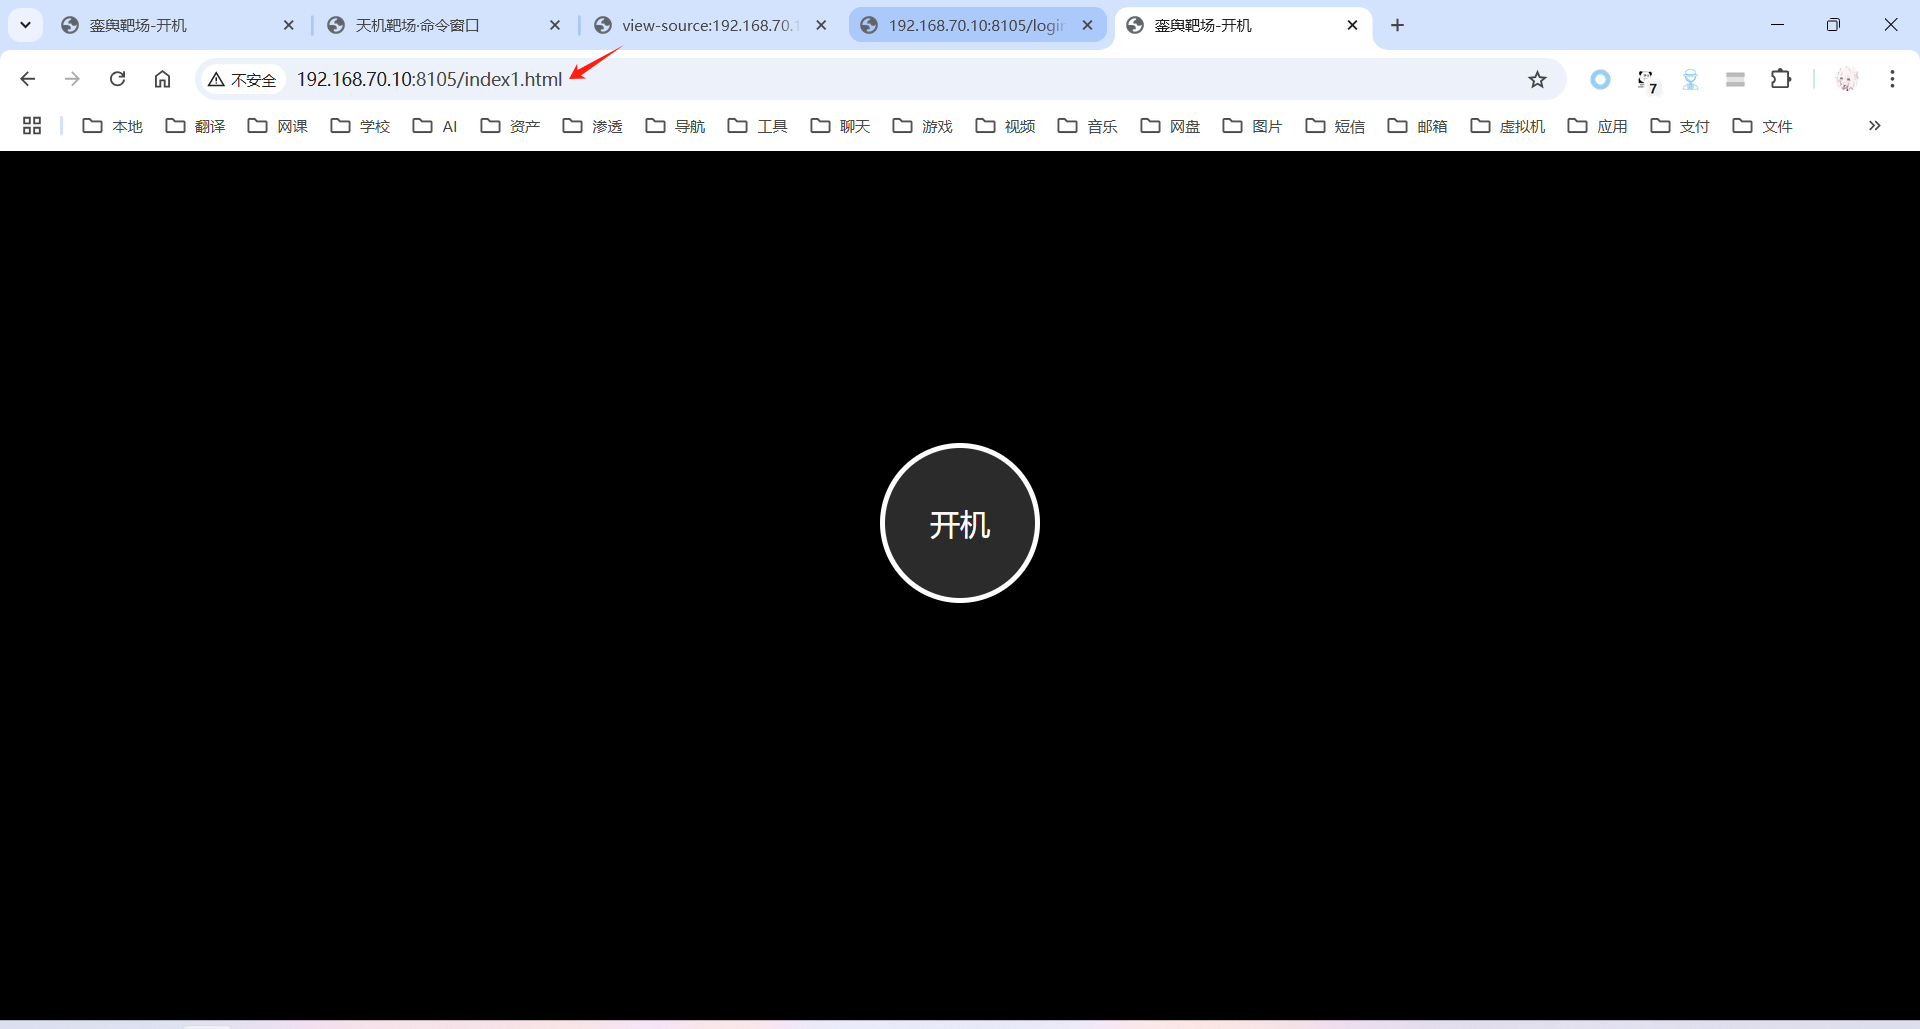 銮舆靶场-开机
天机靶场·命令窗口
view-source:192.168.70.1
192.168.70.10:8105/login
銮舆靶场-开机
不安全
192.168.70.10:8105/index1.html
7
本地
翻译
网课
学校
AI
资产
渗透
导航
工具
聊天
游戏
视频
音乐
网盘
图片
短信
邮箱
虚拟机
应用
支付
文件
开机